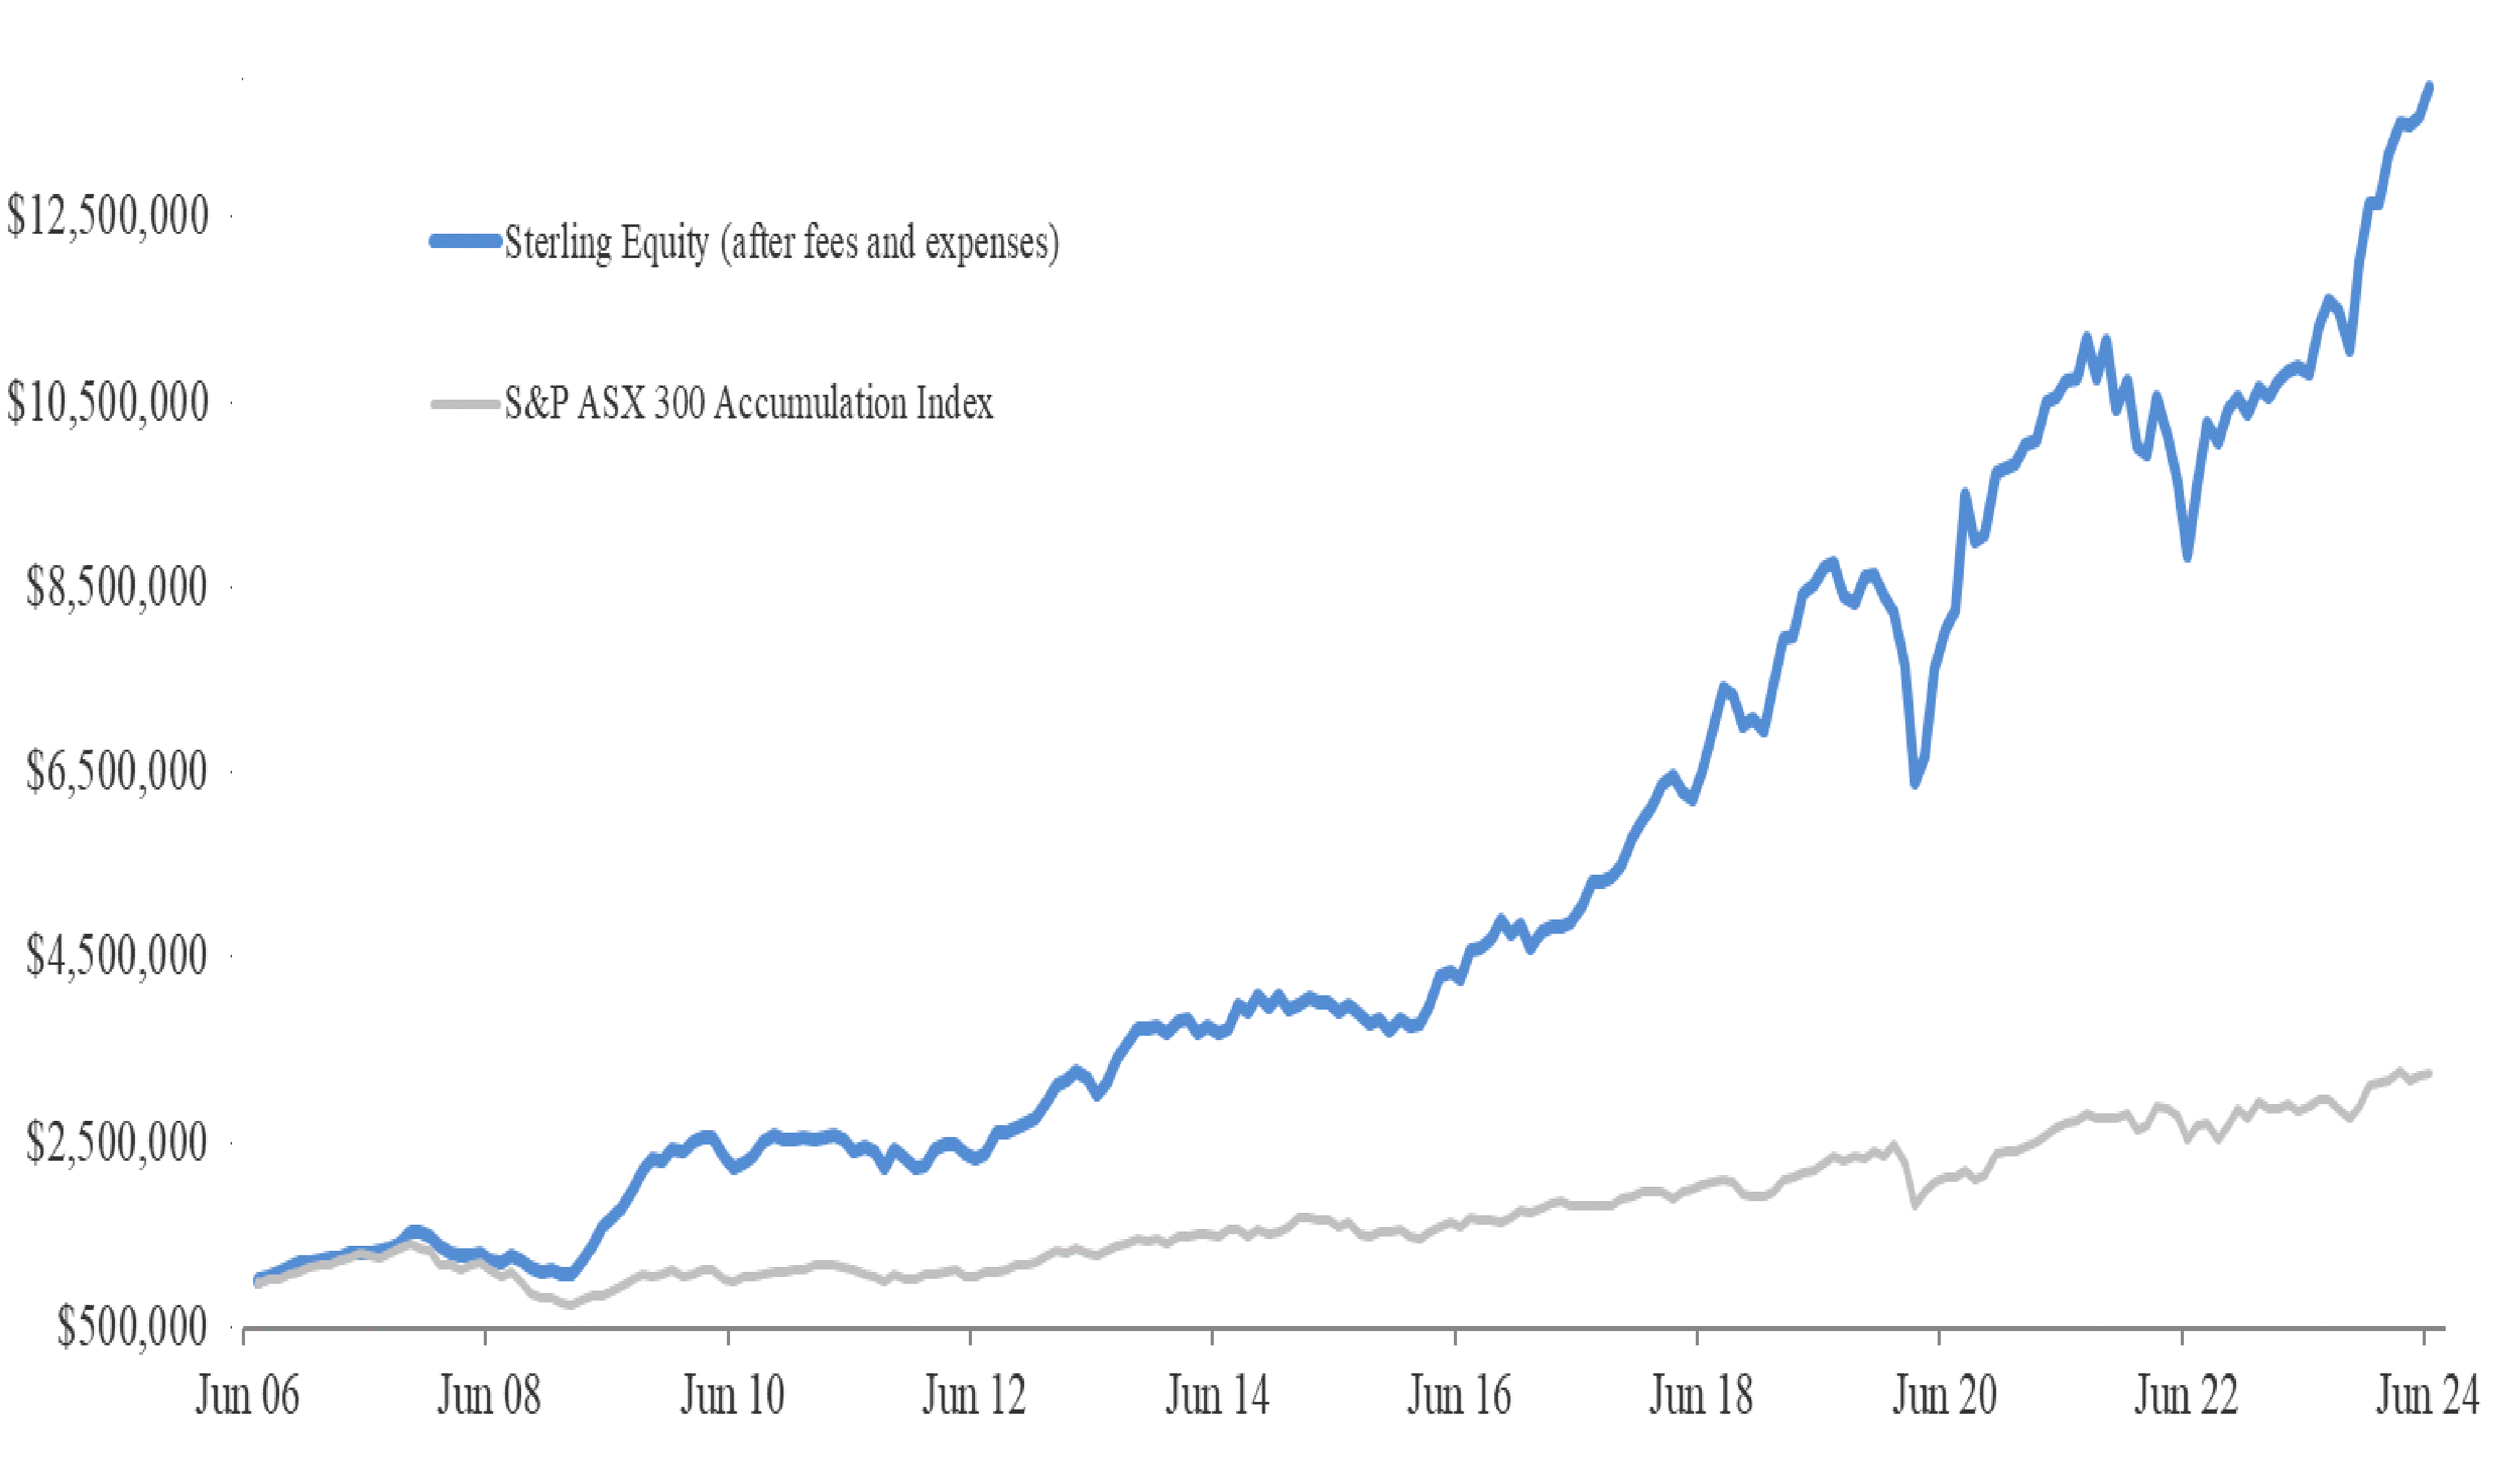 $12,500,000
Sterling Equity (after fees and expenses)
$10,500,000
S&P ASX 300 Accumulation Index
$8,500,000
$6,500,000
$4,500,000
$2,500,000
$500,000
Jun 06 Jun 08 Jun 10 Jun 12 Jun 14 Jun 16 Jun 18 Jun 20 Jun 22 Jun 24